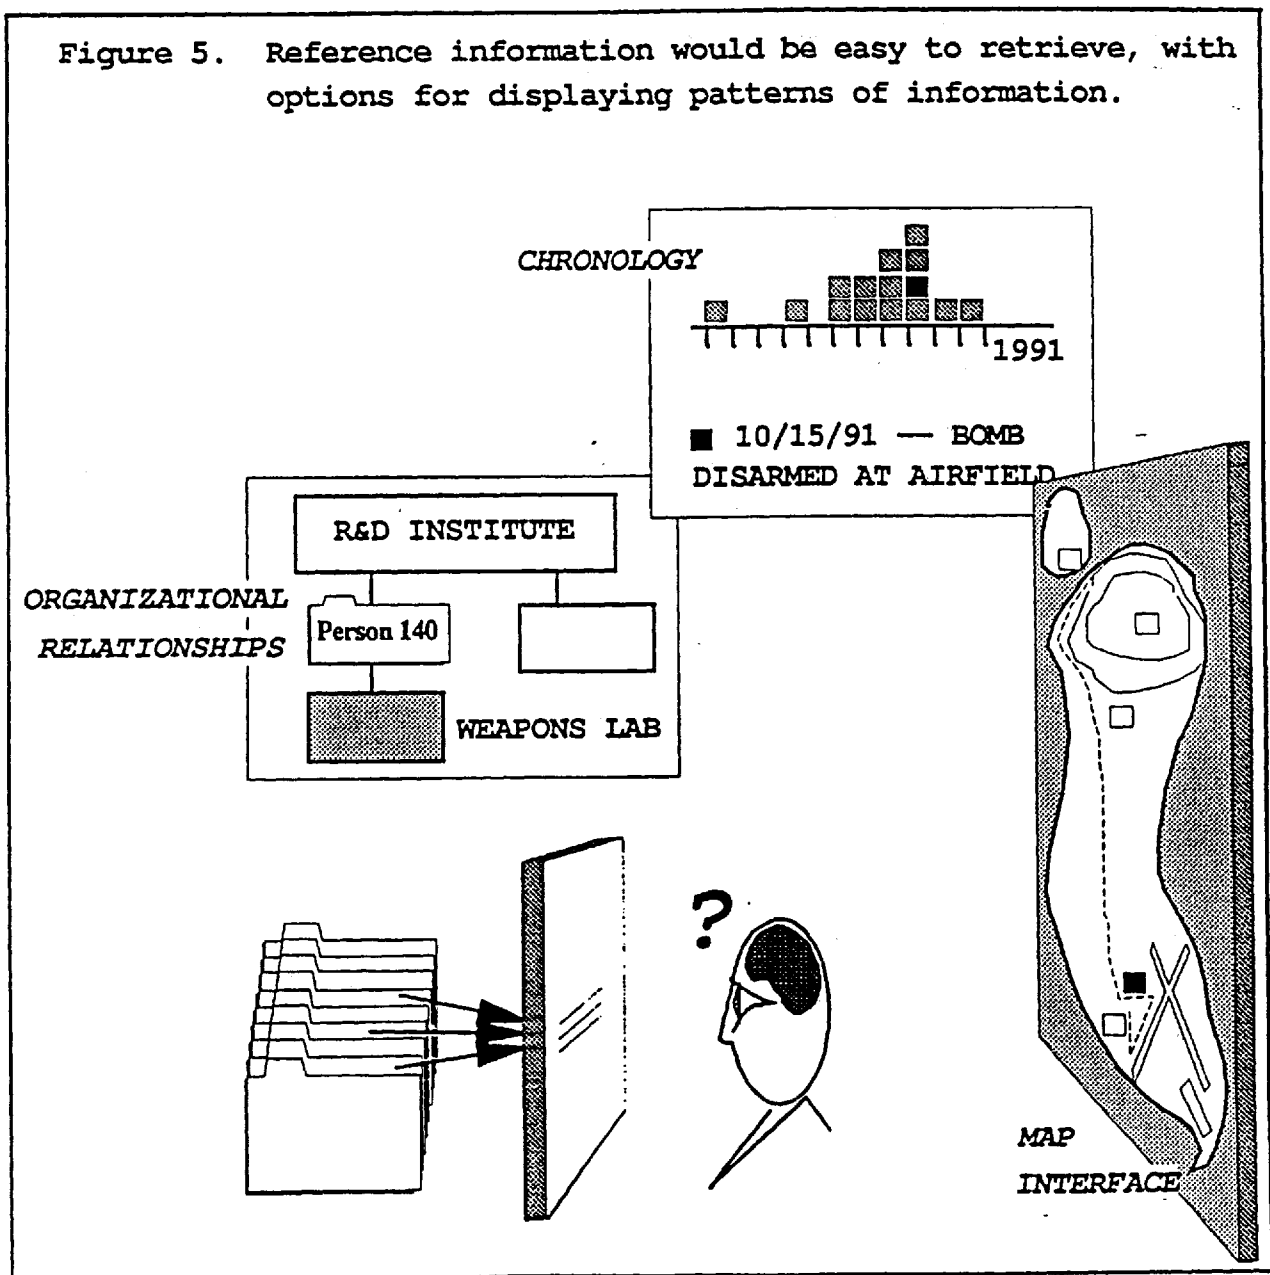 Figure 5. Reference information would be easy to retrieve, with
options for displaying patterns of information.
CHRONOLOGY
1991
■ 10/15/91 — BOMB
DISARMED AT AIRFIELD
R&D INSTITUTE
ORGANIZATIONAL
RELATIONSHIPS
Person 140
WEAPONS LAB
?
MAP
INTERFACE